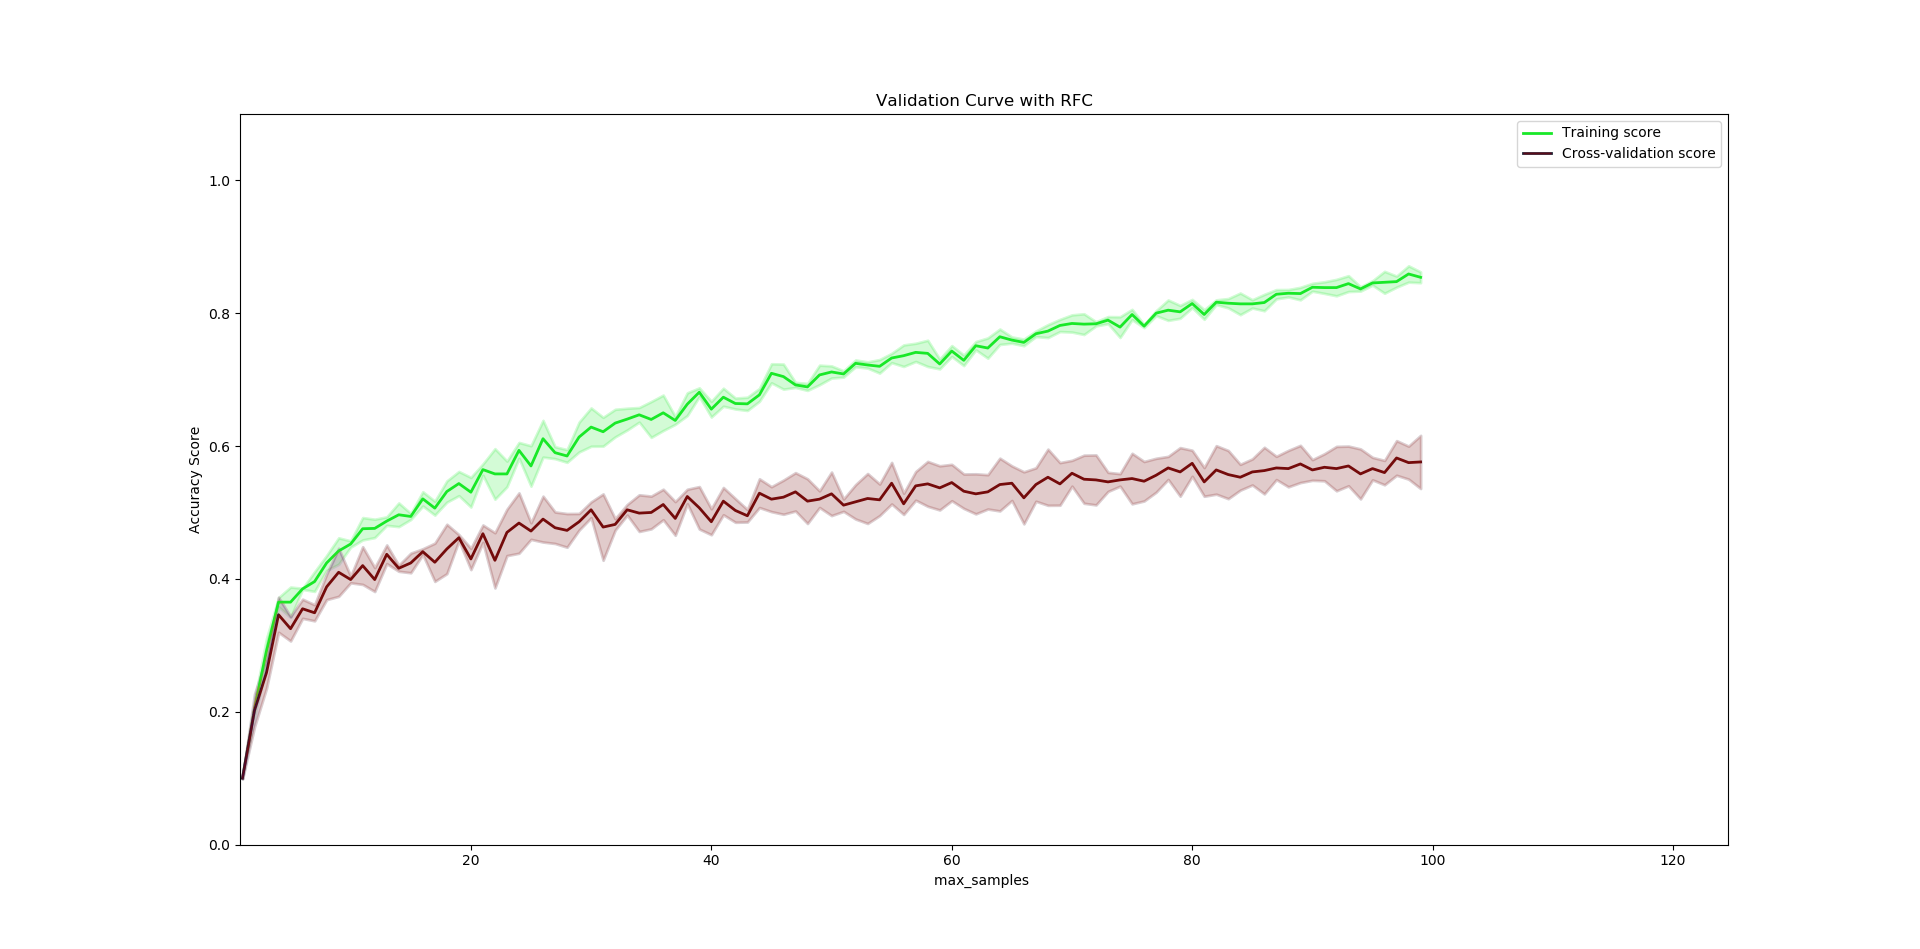 Validation Curve with RFC
Training score
Cross-validation score
Accuracy Score
1.0
0.8
0.6
0.4
0.2
0.0
20 40 60 80 100 120
max_samples